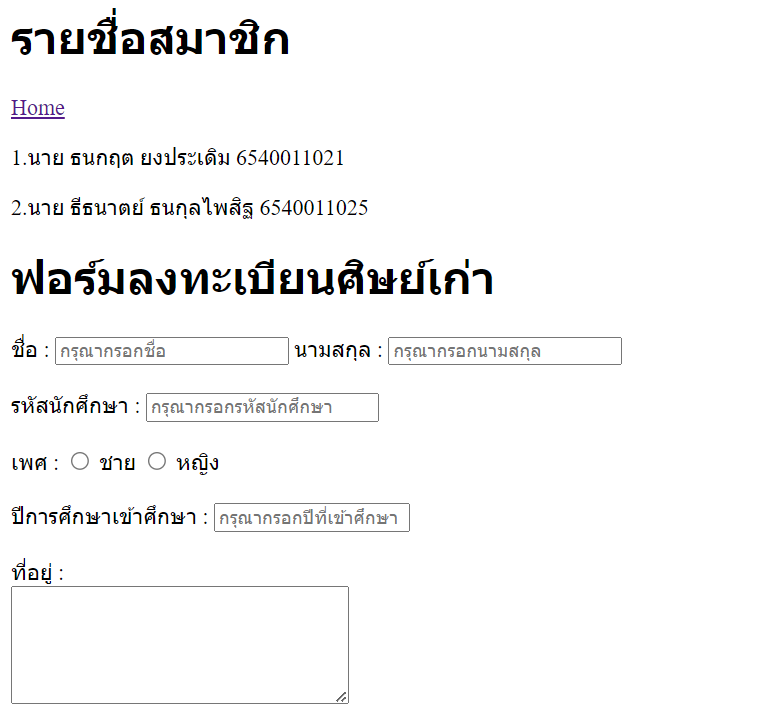 รายชื่อสมาชิก
Home
1.นาย ธนกฤต ยงประเดิม 6540011021
2.นาย ธีธนาตย์ ธนกุลไพสิฐ 6540011025
ฟอร์มลงทะเบียนศิษย์เก่า
ชื่อ : กรุณากรอกชื่อ นามสกุล : กรุณากรอกนามสกุล
รหัสนักศึกษา : กรุณากรอกรหัสนักศึกษา
เพศ : ชาย หญิง
ปีการศึกษาเข้าศึกษา : กรุณากรอกปีที่เข้าศึกษา
ที่อยู่ :